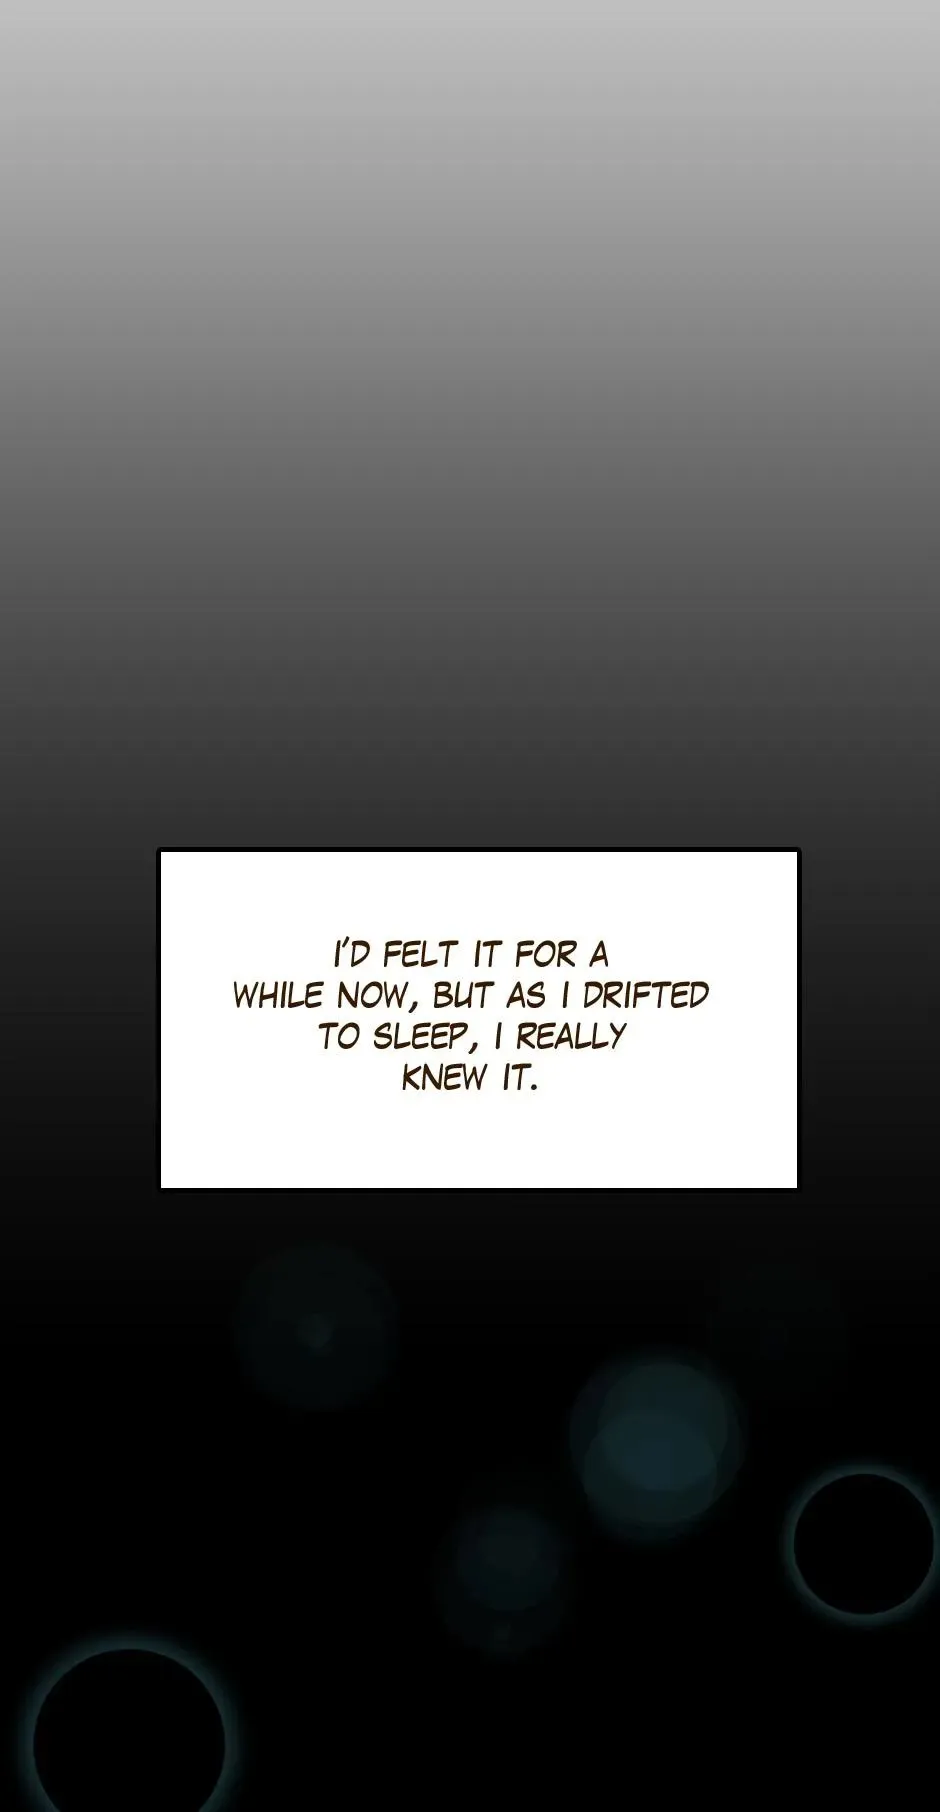 I'D FELT IT FOR A
WHILE NOW, BUT AS I DRIFTED
TO SLEEP, I REALLY
KNEW IT.